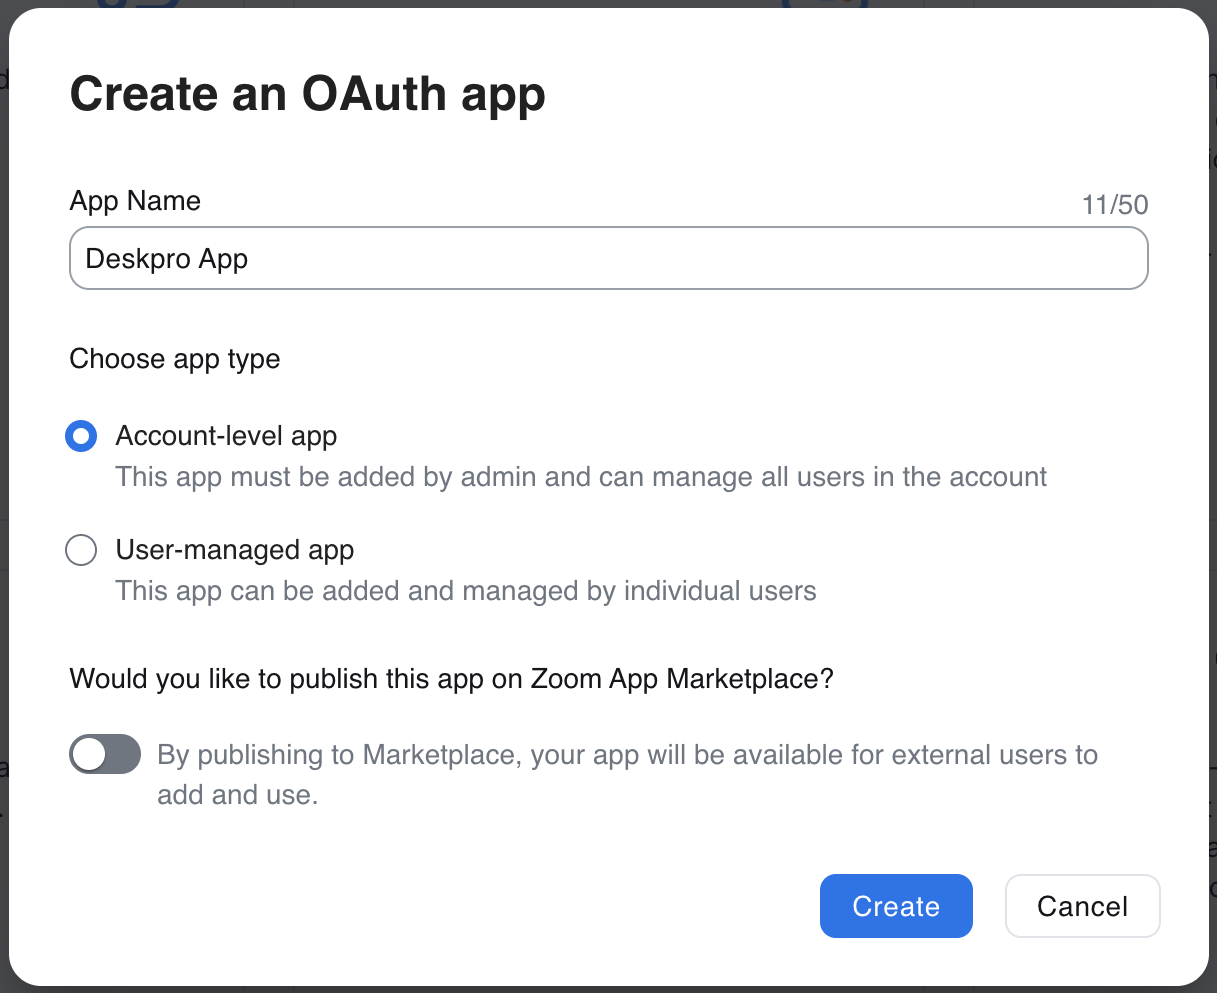 Create an OAuth app
App Name
11/50
Deskpro App
Choose app type
Account-level app
This app must be added by admin and can manage all users in the account
User-managed app
This app can be added and managed by individual users
Would you like to publish this app on Zoom App Marketplace?
By publishing to Marketplace, your app will be available for external users to
add and use.
Create
Cancel